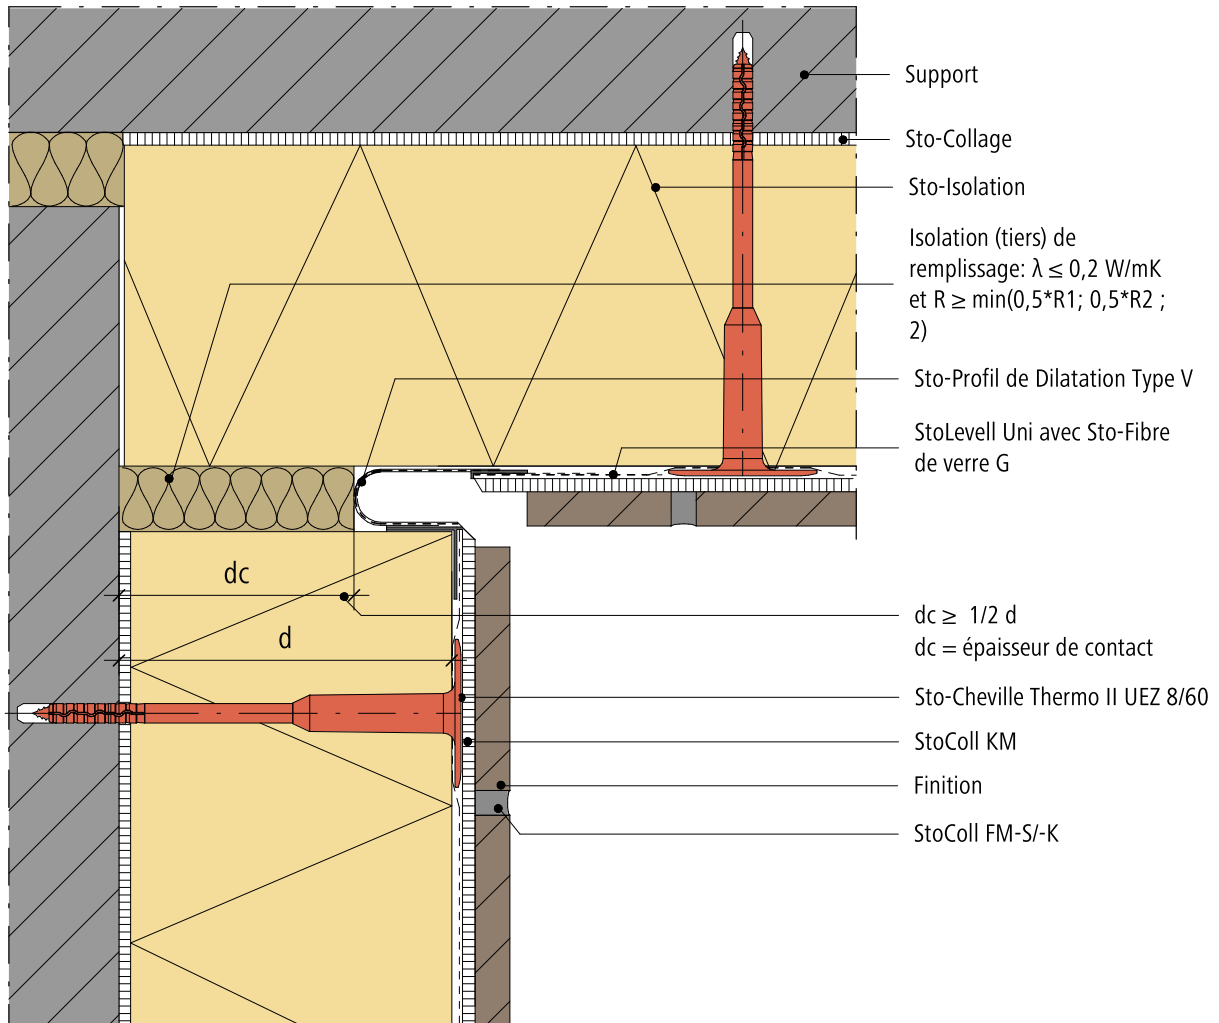 Support
Sto-Collage
Sto-Isolation
Isolation (tiers) de
remplissage: λ ≤ 0,2 W/mK
et R ≥ min(0,5*R1; 0,5*R2 ;
2)
Sto-Profil de Dilatation Type V
StoLevell Uni avec Sto-Fibre
de verre G
dc
d
dc ≥ 1/2 d
dc = épaisseur de contact
Sto-Cheville Thermo II UEZ 8/60
StoColl KM
Finition
StoColl FM-S/-K